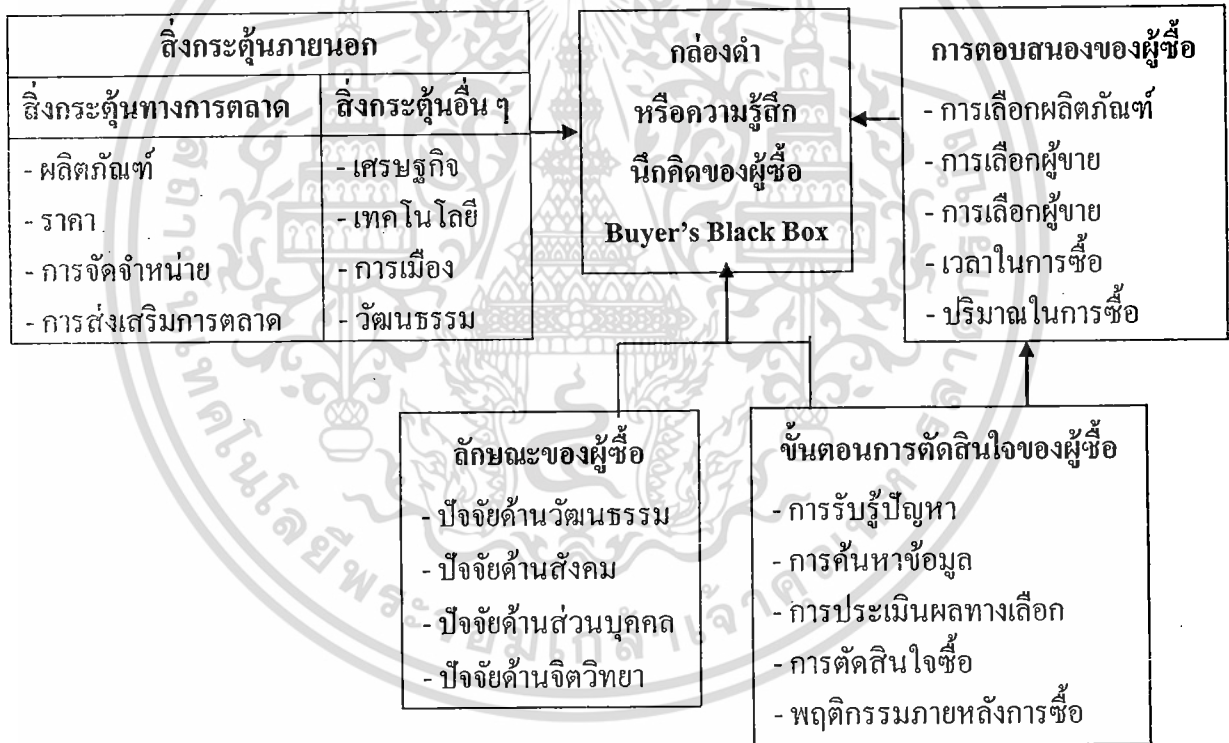 สิ่งกระตุ้นภายนอก
สิ่งกระตุ้นทางการตลาด
- ผลิตภัณฑ์
- ราคา
- การจัดจำหน่าย
- การส่งเสริมการตลาด
สิ่งกระตุ้นอื่น ๆ
- เศรษฐกิจ
- เทคโนโลยี
- การเมือง
- วัฒนธรรม
กล่องดำ
หรือความรู้สึก
นึกคิดของผู้ซื้อ
Buyer's Black Box
การตอบสนองของผู้ซื้อ
- การเลือกผลิตภัณฑ์
- การเลือกผู้ขาย
- การเลือกผู้ขาย
- เวลาในการซื้อ
- ปริมาณในการซื้อ
ลักษณะของผู้ซื้อ
- ปัจจัยด้านวัฒนธรรม
- ปัจจัยด้านสังคม
- ปัจจัยด้านส่วนบุคคล
- ปัจจัยด้านจิตวิทยา
ขั้นตอนการตัดสินใจของผู้ซื้อ
- การรับรู้ปัญหา
- การค้นหาข้อมูล
- การประเมินผลทางเลือก
- การตัดสินใจซื้อ
- พฤติกรรมภายหลังการซื้อ